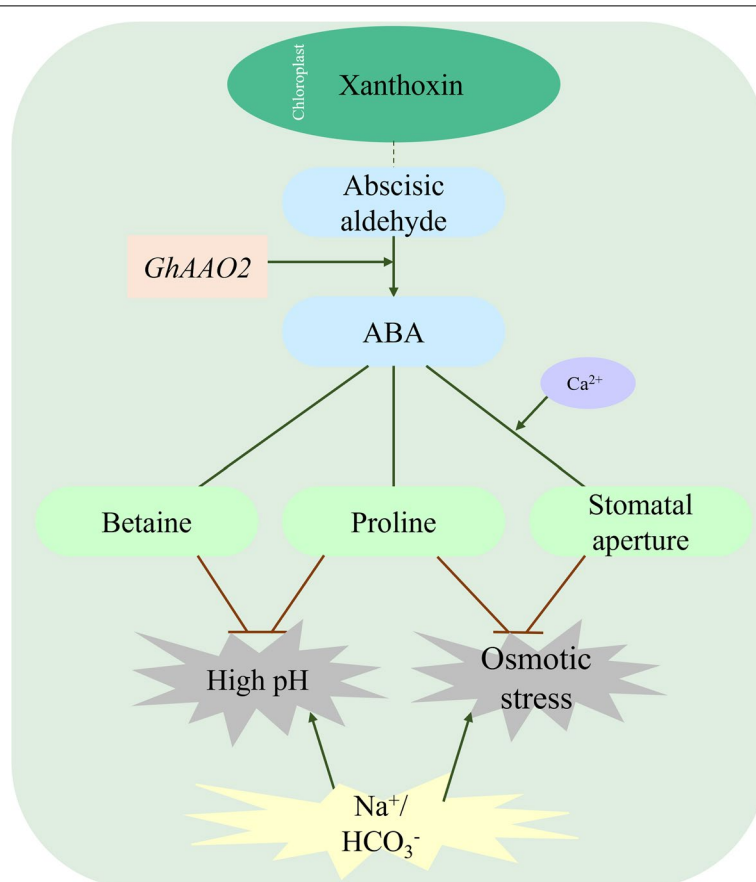 Chloroplast
Xanthoxin
Abscisic
aldehyde
GhAAO2
ABA
Ca²⁺
Betaine
Proline
Stomatal
aperture
High pH
Osmotic
stress
Na⁺/
HCO₃⁻